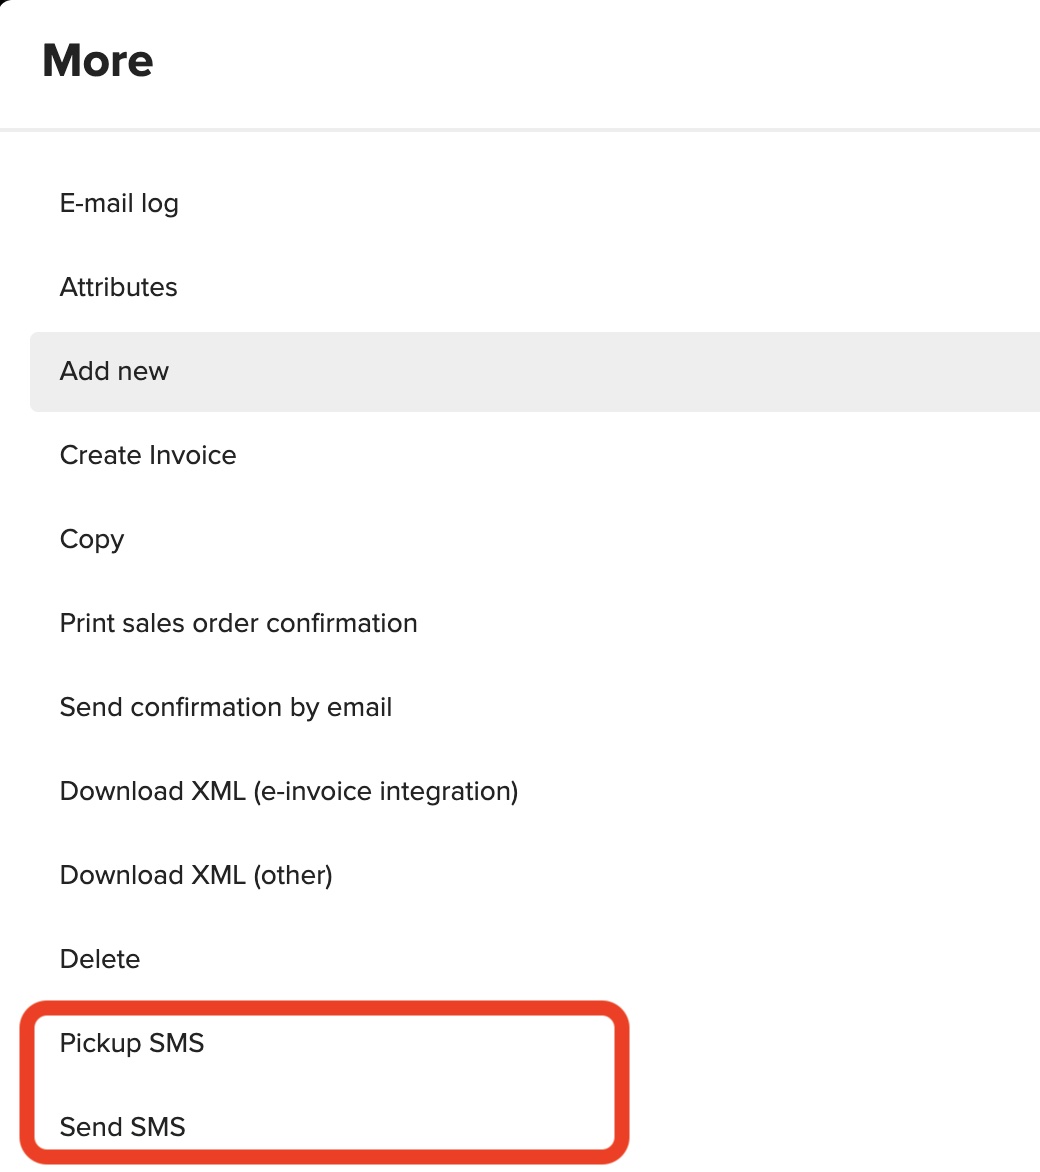 More
E-mail log
Attributes
Add new
Create Invoice
Copy
Print sales order confirmation
Send confirmation by email
Download XML (e-invoice integration)
Download XML (other)
Delete
Pickup SMS
Send SMS